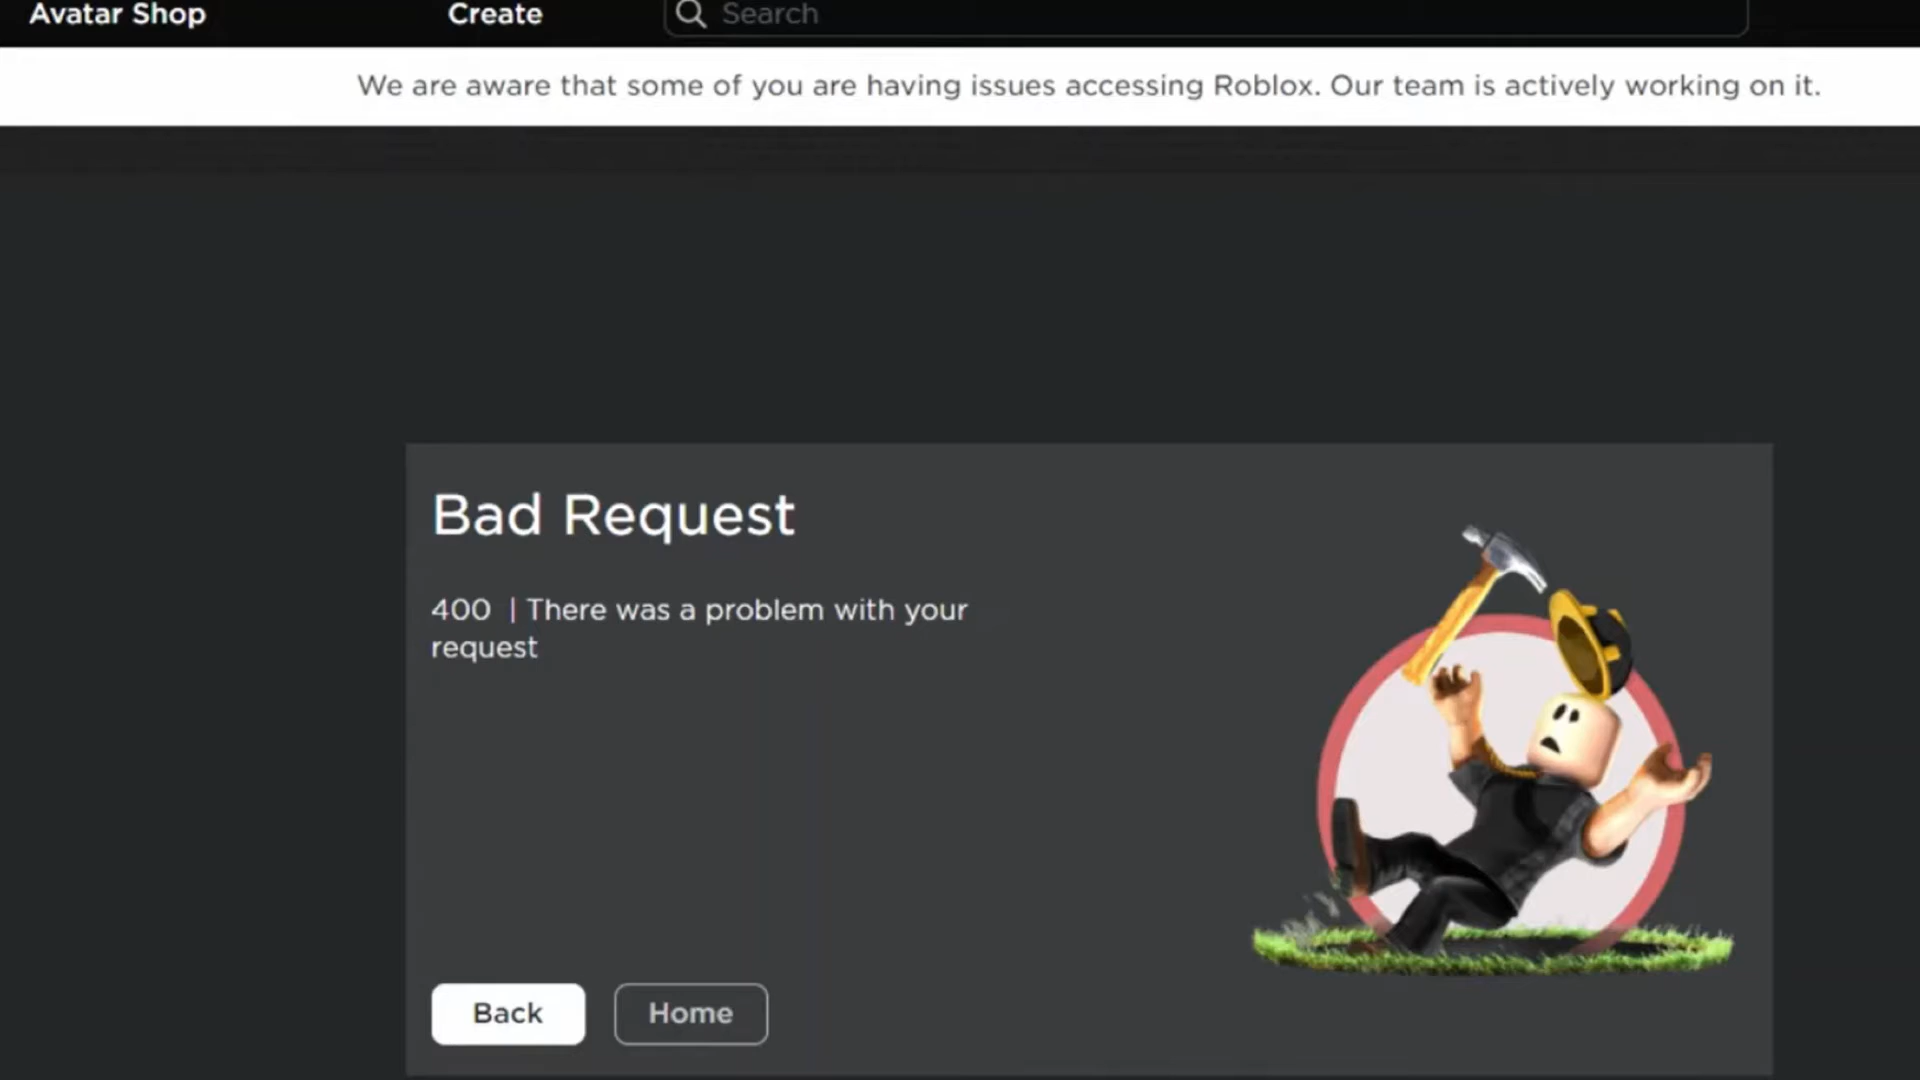 Avatar Shop Create Search
We are aware that some of you are having issues accessing Roblox. Our team is actively working on it.
Bad Request
400 | There was a problem with your
request
Back Home